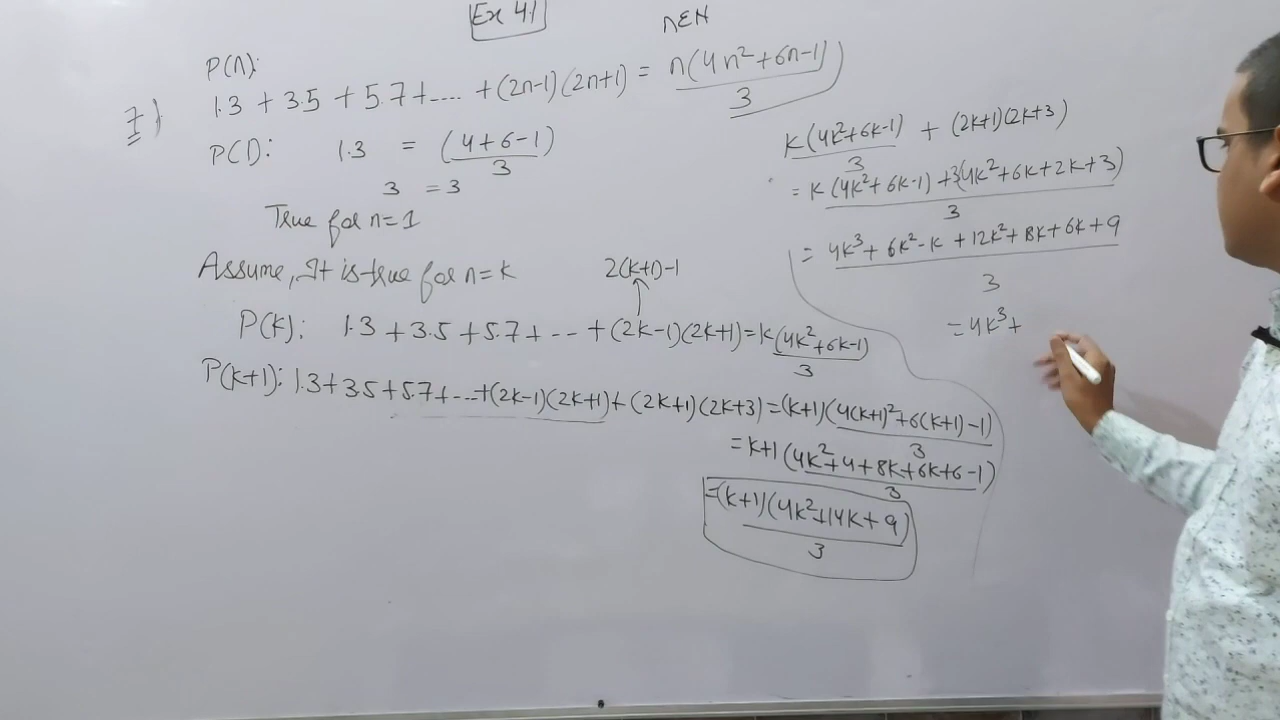 Ex 4.1
n∈N
P(n):
7) 1.3 + 3.5 + 5.7 + .... + (2n-1)(2n+1) = n(4n²+6n-1)/3
P(1): 1.3 = (4+6-1)/3
3 = 3
True for n=1
Assume, It is true for n=k
2(k+1)-1
P(k): 1.3 + 3.5 + 5.7 + --- + (2k-1)(2k+1) = k(4k²+6k-1)/3
P(k+1): 1.3+3.5+5.7+...+(2k-1)(2k+1)+(2k+1)(2k+3) = (k+1)(4(k+1)²+6(k+1)-1)/3
= k+1(4k²+4+8k+6k+6-1)/3
= (k+1)(4k²+14k+9)/3
k(4k²+6k-1)/3 + (2k+1)(2k+3)
= k(4k²+6k-1)+3(4k²+6k+2k+3)/3
= 4k³+6k²-k+12k²+18k+6k+9/3
= 4k³+